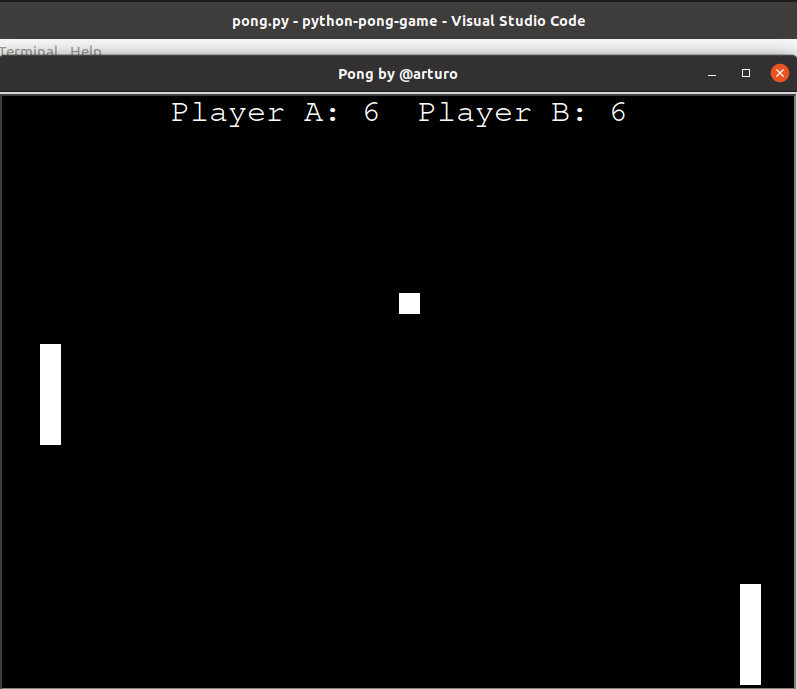 pong.py - python-pong-game - Visual Studio Code
Terminal Help
Pong by @arturo
Player A: 6 Player B: 6